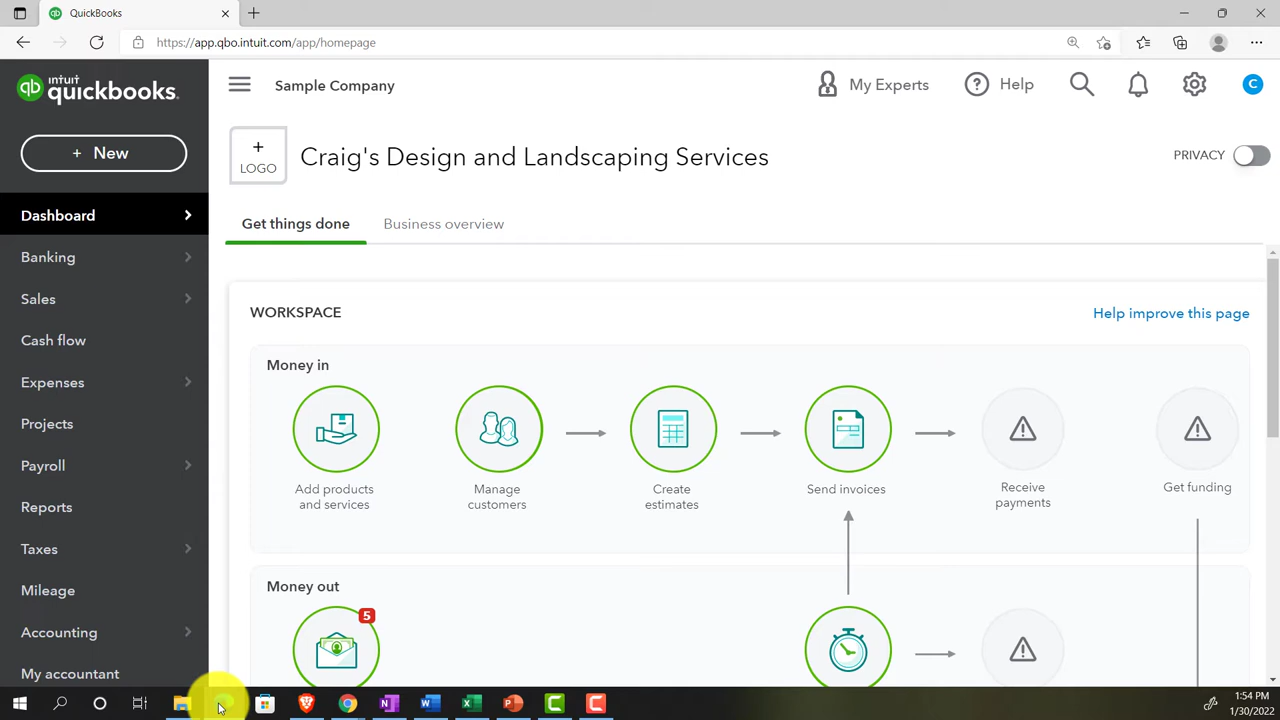 QuickBooks
https://app.qbo.intuit.com/app/homepage
intuit
quickbooks.
Sample Company
My Experts
Help
C
+ New
+
LOGO
Craig's Design and Landscaping Services
PRIVACY
Dashboard
Banking
Sales
Cash flow
Expenses
Projects
Payroll
Reports
Taxes
Mileage
Accounting
My accountant
Get things done
Business overview
WORKSPACE
Help improve this page
Money in
Add products
and services
Manage
customers
Create
estimates
Send invoices
Receive
payments
Get funding
Money out
5
1:54 PM
1/30/2022